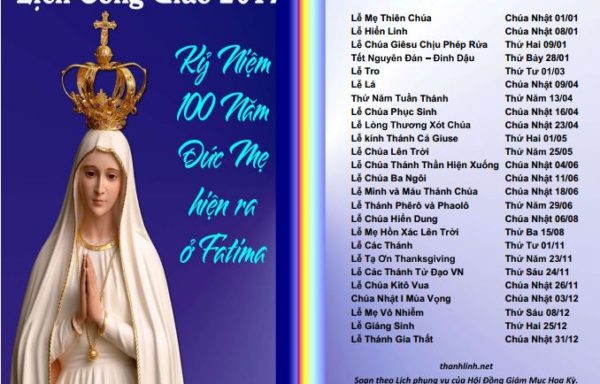 Lịch Công Giáo 2017
Kỷ Niệm
100 Năm
Đức Mẹ
hiện ra
ở Fatima
Lễ Mẹ Thiên Chúa Chúa Nhật 01/01
Lễ Hiển Linh Chúa Nhật 08/01
Lễ Chúa Giêsu Chịu Phép Rửa Thứ Hai 09/01
Tết Nguyên Đán – Đinh Dậu Thứ Bảy 28/01
Lễ Tro Thứ Tư 01/03
Lễ Lá Chúa Nhật 09/04
Thứ Năm Tuần Thánh Thứ Năm 13/04
Lễ Chúa Phục Sinh Chúa Nhật 16/04
Lễ Lòng Thương Xót Chúa Chúa Nhật 23/04
Lễ kính Thánh Cả Giuse Thứ Hai 01/05
Lễ Chúa Lên Trời Thứ Năm 25/05
Lễ Chúa Thánh Thần Hiện Xuống Chúa Nhật 04/06
Lễ Chúa Ba Ngôi Chúa Nhật 11/06
Lễ Mình và Máu Thánh Chúa Chúa Nhật 18/06
Lễ Thánh Phêrô và Phaolô Thứ Năm 29/06
Lễ Chúa Hiển Dung Chúa Nhật 06/08
Lễ Mẹ Hồn Xác Lên Trời Thứ Ba 15/08
Lễ Các Thánh Thứ Tư 01/11
Lễ Tạ Ơn Thanksgiving Thứ Năm 23/11
Lễ Các Thánh Tử Đạo VN Thứ Sáu 24/11
Lễ Chúa Kitô Vua Chúa Nhật 26/11
Chúa Nhật I Mùa Vọng Chúa Nhật 03/12
Lễ Mẹ Vô Nhiễm Thứ Sáu 08/12
Lễ Giáng Sinh Thứ Hai 25/12
Lễ Thánh Gia Thất Chúa Nhật 31/12
thanhlinh.net
Soạn theo Lịch phụng vụ của Hội Đồng Giám Mục Hoa Kỳ.